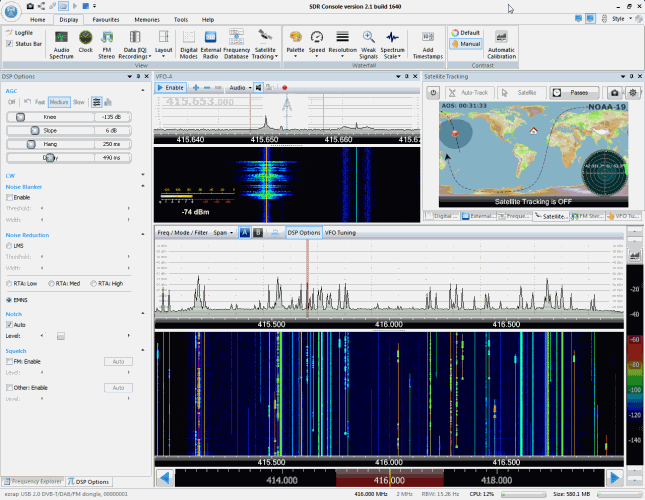 SDR Console version 2.1 build 1640
Display Favourites Memories Tools Help
Style
Logfile
Status Bar
Audio Spectrum
Clock
FM Stereo
Data (IQ) Recordings
Layout
Digital Modes
External Radio
Frequency Database
Satellite Tracking
Palette
Speed
Resolution
Weak Signals
Spectrum Scale
Add Timestamps
Default
Manual
Automatic Calibration
View
Waterfall
Contrast
DSP Options
AGC
Off Fast Medium Slow
Knee -135 dB
Slope 6 dB
Hang 250 ms
Decay 490 ms
LW
Noise Blanker
Enable
Threshold:
Width:
Noise Reduction
LMS
Threshold:
Width:
RTA: Low RTA: Med RTA: High
EMNS
Notch
Auto
Level:
Squelch
FM: Enable Auto
Level:
Other: Enable Auto
Level:
Frequency Explorer DSP Options
VFO-A
Enable Audio
415.653.000
415.640 415.650 415.660 415.67
-74 dBm
Satellite Tracking
Auto-Track Satellite Passes
AOS: 00:31:33 NOAA-19
Satellite Tracking is OFF
Digital ... External... Freque... Satellit... FM Ster... VFO Tu...
Freq / Mode / Filter Span A B DSP Options VFO Tuning
415.500 416.000 416.500
-20
-40
-60
-80
-100
-120
-140
415.500 416.000 416.500
414.000 416.000 418.000
ezcap USB 2.0 DVB-T/DAB/FM dongle, 00000001 416.000 MHz 2 MHz RBW: 15.26 Hz CPU: 12% Size: 580.1 MB